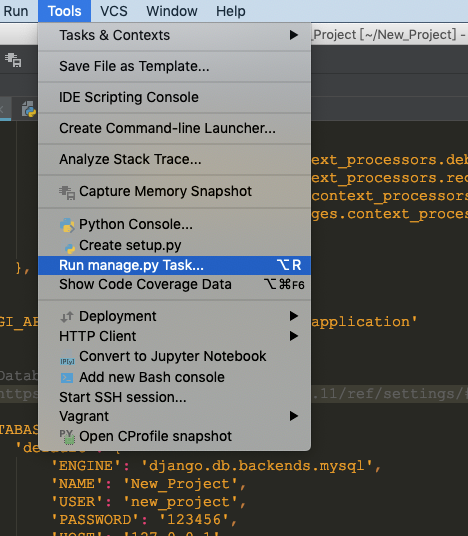 Run Tools VCS Window Help
_Project [~/New_Project] -
Tasks & Contexts
Save File as Template...
IDE Scripting Console
Create Command-line Launcher...
Analyze Stack Trace...
Capture Memory Snapshot
Python Console...
Create setup.py
Run manage.py Task... ⌥R
Show Code Coverage Data ⌥⌘F6
Deployment
HTTP Client
Convert to Jupyter Notebook
Add new Bash console
Start SSH session...
Vagrant
Open CProfile snapshot
ext_processors.deb
ext_processors.req
context_processors
ges.context_proces
},
GI_AP
application'
Datab
https
.11/ref/settings/
ATABAS
'de
{
'ENGINE': 'django.db.backends.mysql',
'NAME': 'New_Project',
'USER': 'new_project',
'PASSWORD': '123456',